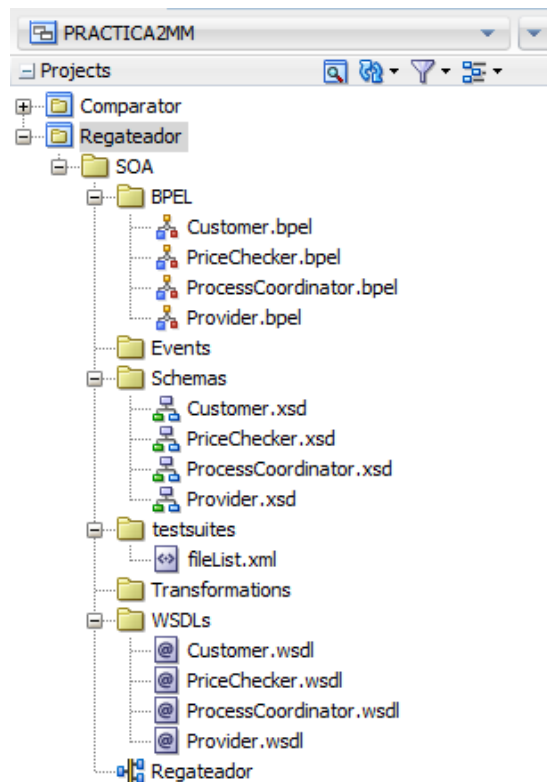 PRACTICA2MM
Projects
Comparator
Regateador
SOA
BPEL
Customer.bpel
PriceChecker.bpel
ProcessCoordinator.bpel
Provider.bpel
Events
Schemas
Customer.xsd
PriceChecker.xsd
ProcessCoordinator.xsd
Provider.xsd
testsuites
fileList.xml
Transformations
WSDLs
Customer.wsdl
PriceChecker.wsdl
ProcessCoordinator.wsdl
Provider.wsdl
Regateador